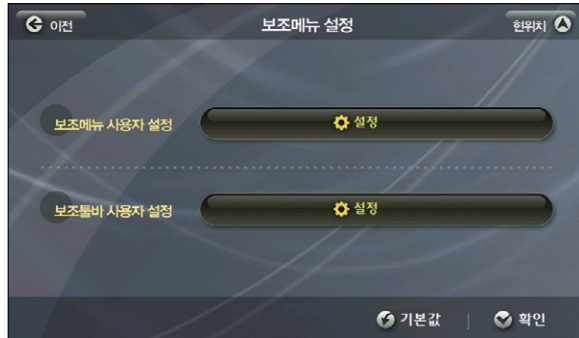 이전 보조메뉴 설정 현위치
보조메뉴 사용자 설정 설정
보조툴바 사용자 설정 설정
기본값 확인